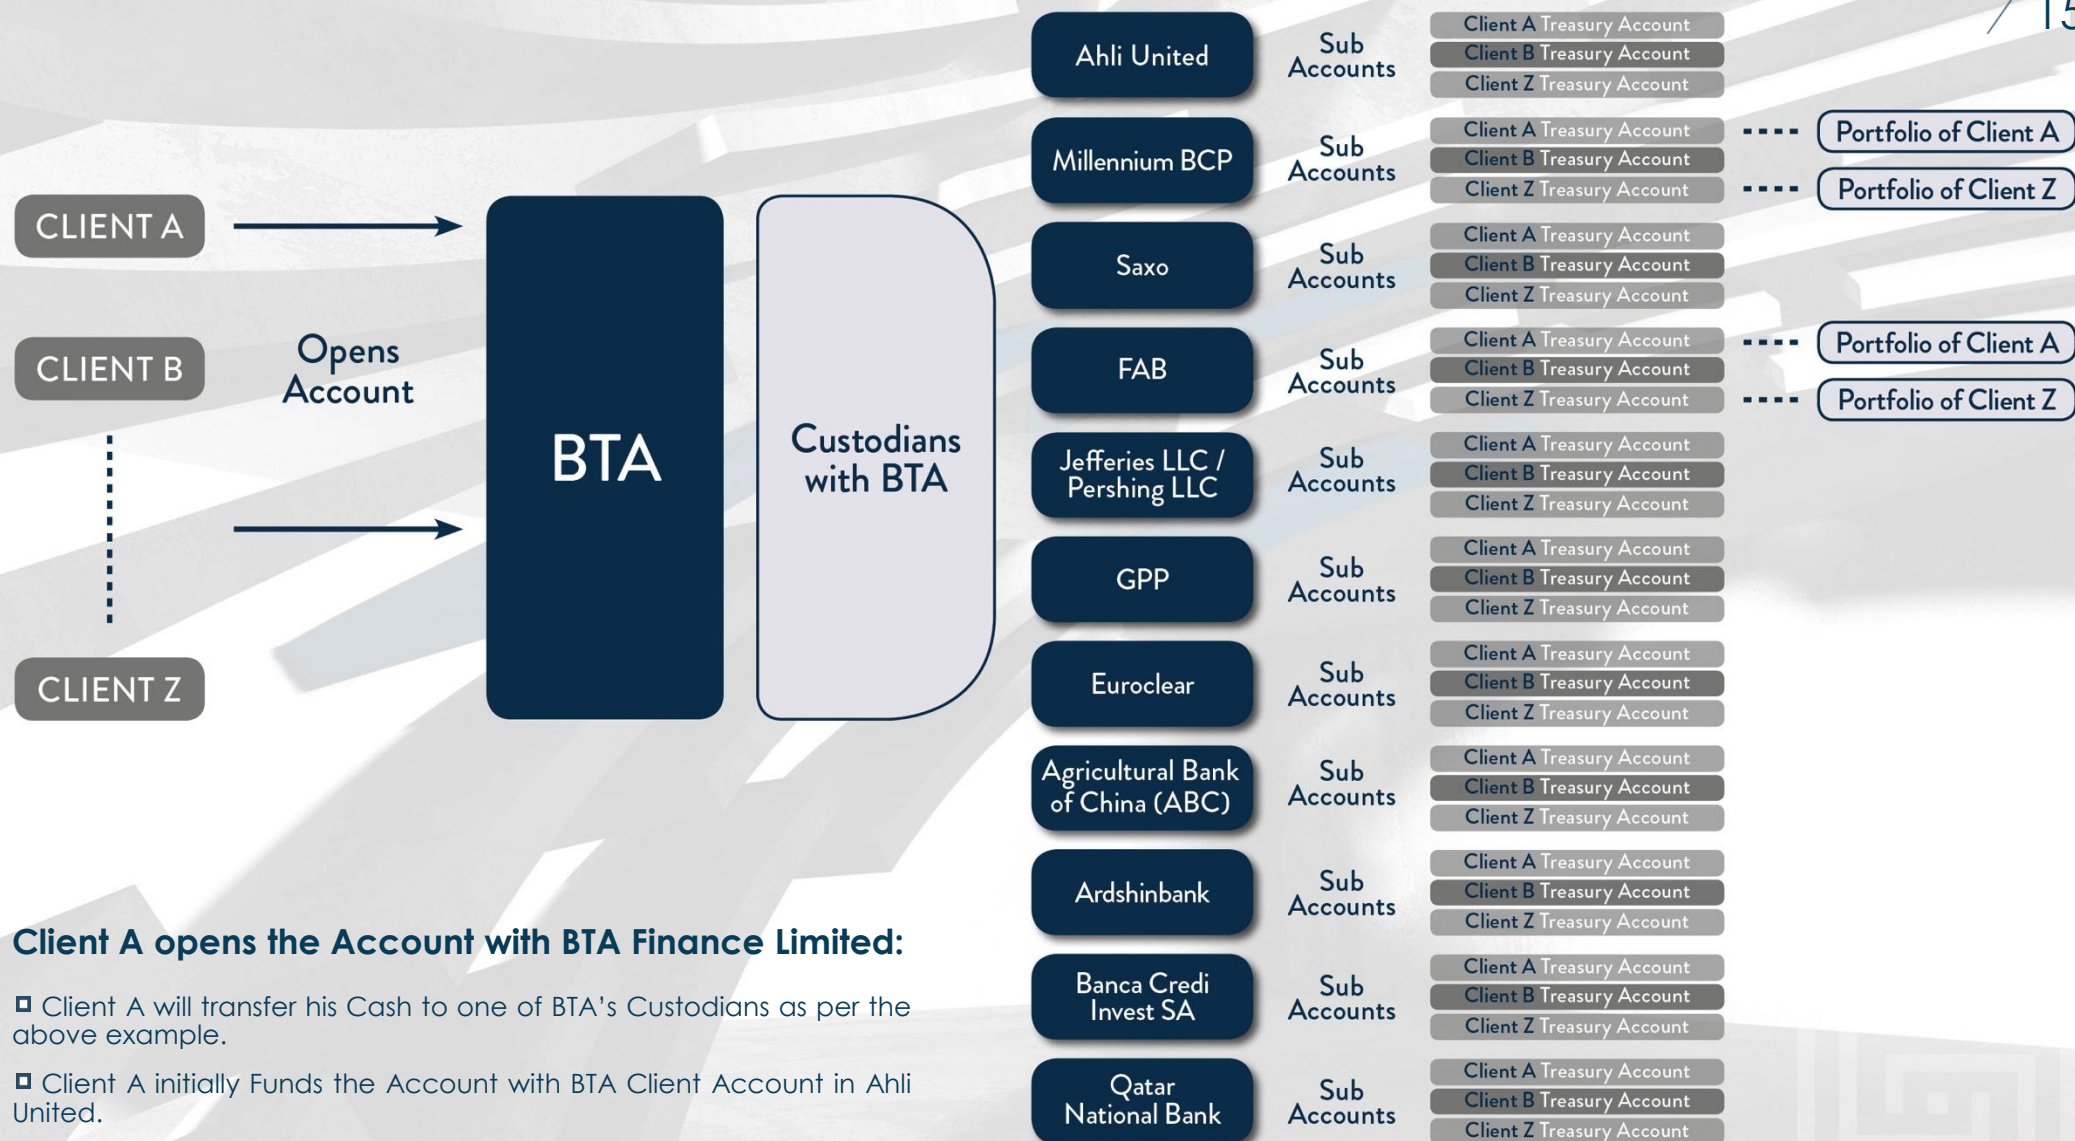 15
CLIENT A
CLIENT B
CLIENT Z
Opens
Account
BTA
Custodians
with BTA
Ahli United
Sub
Accounts
Client A Treasury Account
Client B Treasury Account
Client Z Treasury Account
Millennium BCP
Sub
Accounts
Client A Treasury Account
Client B Treasury Account
Client Z Treasury Account
Portfolio of Client A
Portfolio of Client Z
Saxo
Sub
Accounts
Client A Treasury Account
Client B Treasury Account
Client Z Treasury Account
FAB
Sub
Accounts
Client A Treasury Account
Client B Treasury Account
Client Z Treasury Account
Portfolio of Client A
Portfolio of Client Z
Jefferies LLC /
Pershing LLC
Sub
Accounts
Client A Treasury Account
Client B Treasury Account
Client Z Treasury Account
GPP
Sub
Accounts
Client A Treasury Account
Client B Treasury Account
Client Z Treasury Account
Euroclear
Sub
Accounts
Client A Treasury Account
Client B Treasury Account
Client Z Treasury Account
Agricultural Bank
of China (ABC)
Sub
Accounts
Client A Treasury Account
Client B Treasury Account
Client Z Treasury Account
Ardshinbank
Sub
Accounts
Client A Treasury Account
Client B Treasury Account
Client Z Treasury Account
Banca Credi
Invest SA
Sub
Accounts
Client A Treasury Account
Client B Treasury Account
Client Z Treasury Account
Qatar
National Bank
Sub
Accounts
Client A Treasury Account
Client B Treasury Account
Client Z Treasury Account
Client A opens the Account with BTA Finance Limited:
Client A will transfer his Cash to one of BTA’s Custodians as per the
above example.
Client A initially Funds the Account with BTA Client Account in Ahli
United.